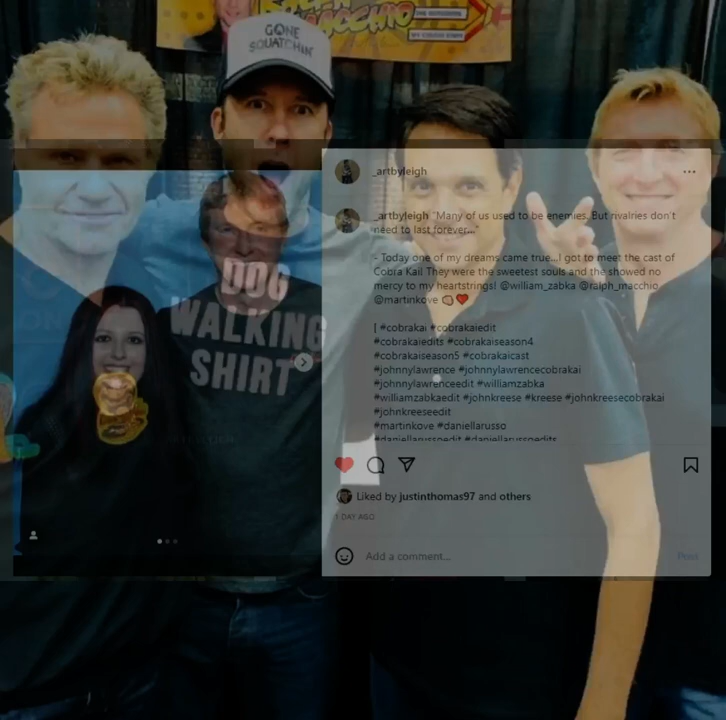 MACCHIO
GONE
SQUATCHIN'
DOG
WALKING
SHIRT
_artbyleigh
_artbyleigh "Many of us used to be enemies. But rivalries don't
need to last forever..."
- Today one of my dreams came true...I got to meet the cast of
Cobra Kai! They were the sweetest souls and the showed no
mercy to my heartstrings! @william_zabka @ralph_macchio
@martinkove 👊🏻❤️
| #cobrakai #cobrakaiedit
#cobrakaiedits #cobrakaiseason4
#cobrakaiseason5 #cobrakaicast
#johnnylawrence #johnnylawrencecobrakai
#johnnylawrenceedit #williamzabka
#williamzabkaedit #johnkreese #kreese #johnkreesecobrakai
#johnkreeseedit
#martinkove #daniellarusso
#daniellarussoedit #daniellarussoedits
Liked by justinthomas97 and others
1 DAY AGO
Add a comment...
Post